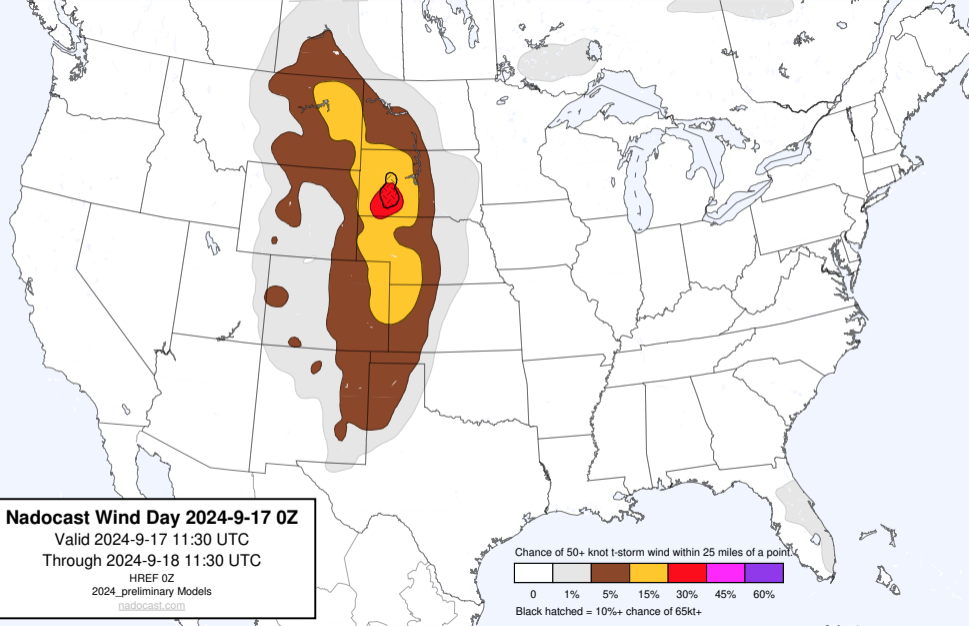 Nadocast Wind Day 2024-9-17 0Z
Valid 2024-9-17 11:30 UTC
Through 2024-9-18 11:30 UTC
HREF 0Z
2024_preliminary Models
nadocast.com
Chance of 50+ knot t-storm wind within 25 miles of a point.
0 1% 5% 15% 30% 45% 60%
Black hatched = 10%+ chance of 65kt+